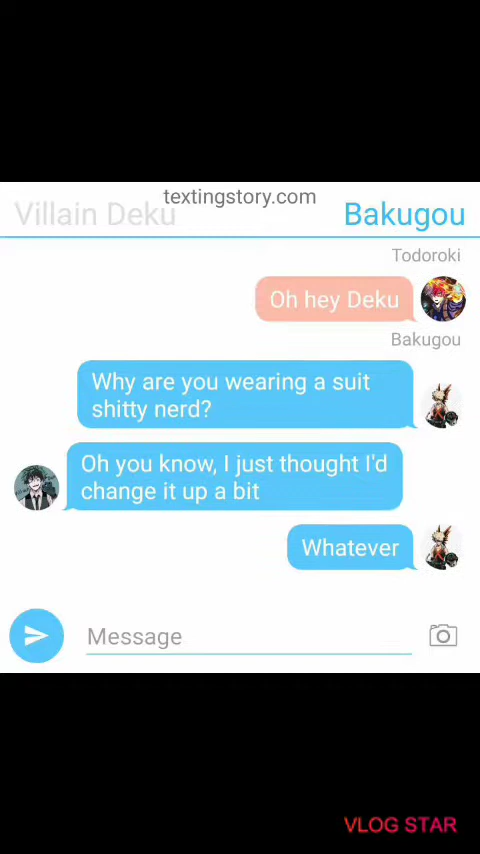 textingstory.com
Villain Deku
Bakugou
Todoroki
Oh hey Deku
Bakugou
Why are you wearing a suit
shitty nerd?
Oh you know, I just thought I'd
change it up a bit
Whatever
Message
VLOG STAR